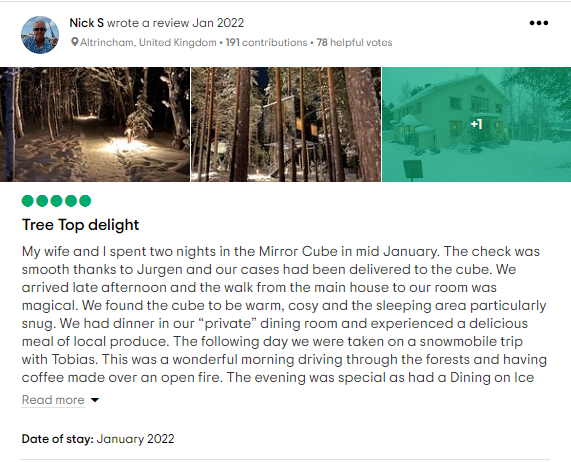 Nick S wrote a review Jan 2022
Altrincham, United Kingdom • 191 contributions • 78 helpful votes
+1
Tree Top delight
My wife and I spent two nights in the Mirror Cube in mid January. The check was
smooth thanks to Jurgen and our cases had been delivered to the cube. We
arrived late afternoon and the walk from the main house to our room was
magical. We found the cube to be warm, cosy and the sleeping area particularly
snug. We had dinner in our “private” dining room and experienced a delicious
meal of local produce. The following day we were taken on a snowmobile trip
with Tobias. This was a wonderful morning driving through the forests and having
coffee made over an open fire. The evening was special as had a Dining on Ice
Read more
Date of stay: January 2022